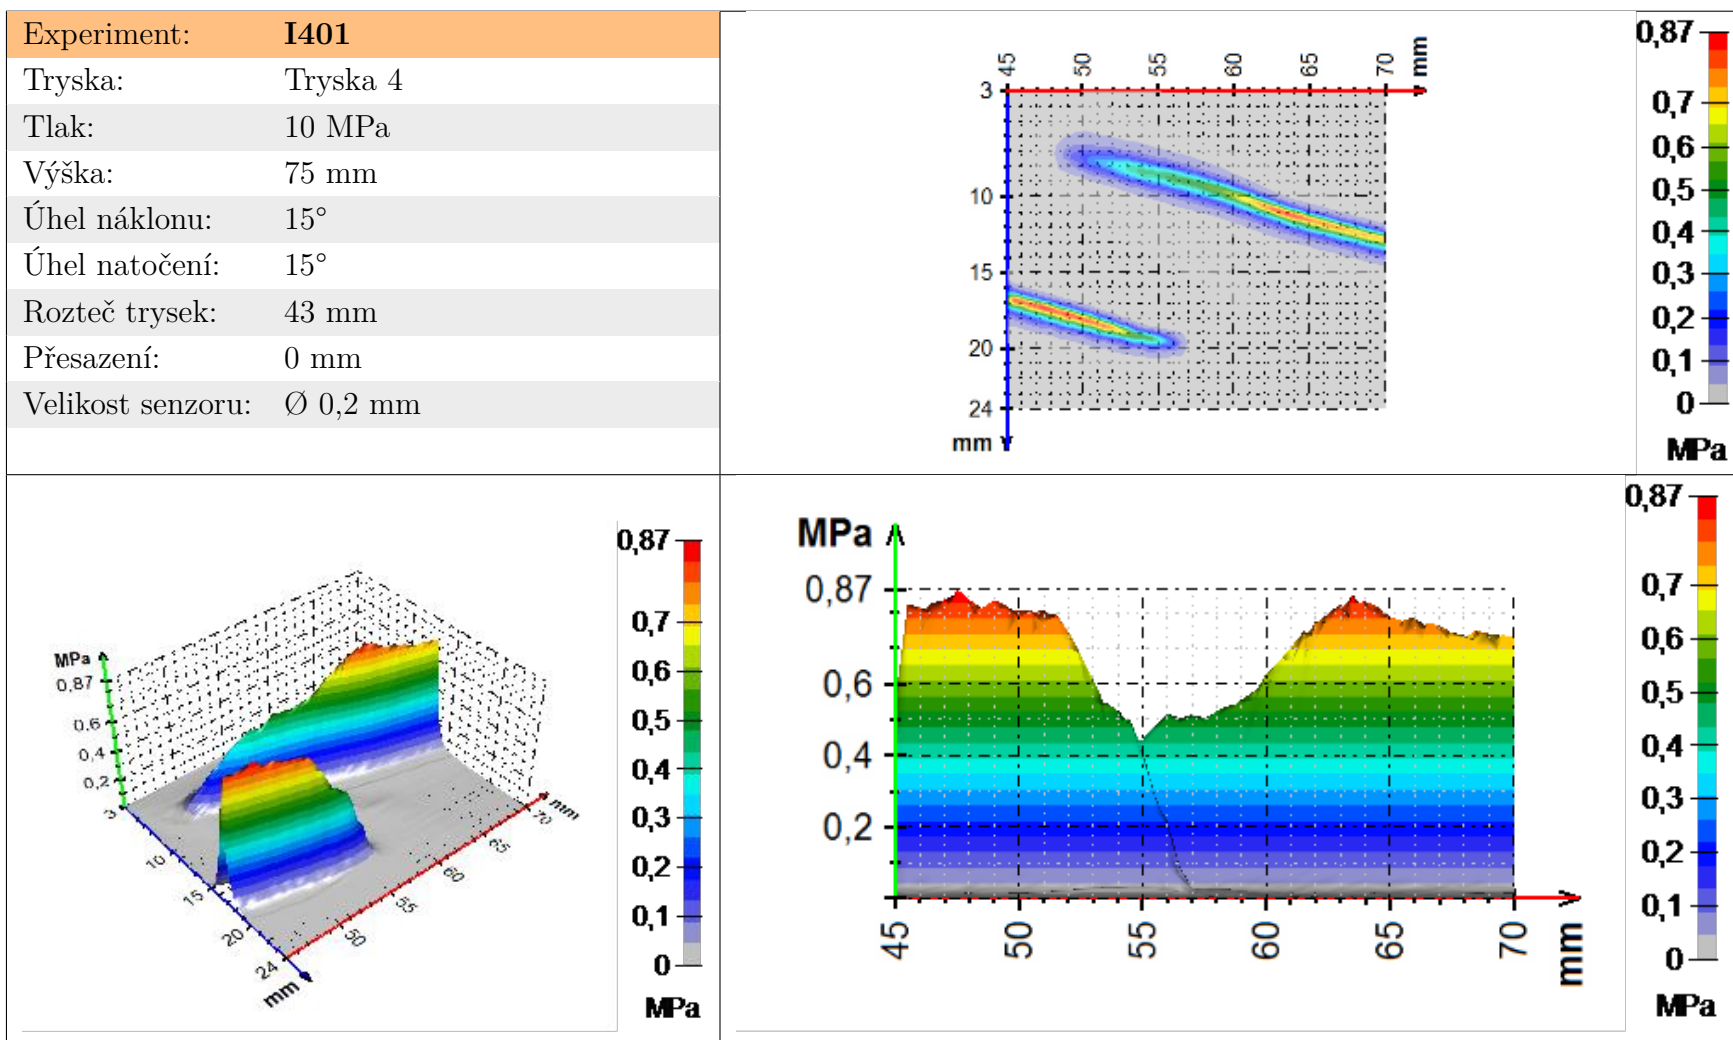 Experiment: I401
Tryska: Tryska 4
Tlak: 10 MPa
Výška: 75 mm
Úhel náklonu: 15°
Úhel natočení: 15°
Rozteč trysek: 43 mm
Přesazení: 0 mm
Velikost senzoru: Ø 0,2 mm
45 50 55 60 65 70 mm
3
10
15
20
24
mm
0,87
0,7
0,6
0,5
0,4
0,3
0,2
0,1
0
MPa
MPa
0,87
0,6
0,4
0,2
3
10
15
20
24
mm
50
55
60
65
70
mm
0,87
0,7
0,6
0,5
0,4
0,3
0,2
0,1
0
MPa
MPa
0,87
0,6
0,4
0,2
45 50 55 60 65 70 mm
0,87
0,7
0,6
0,5
0,4
0,3
0,2
0,1
0
MPa